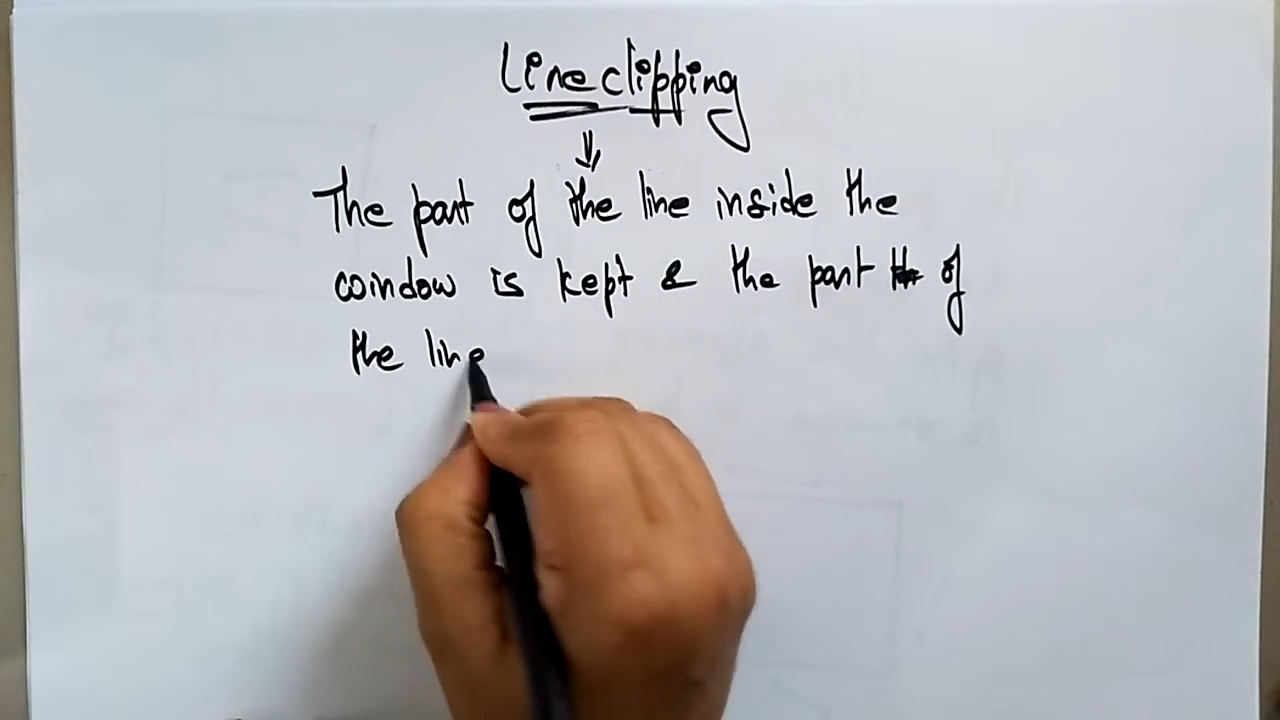 Line clipping
The part of the line inside the
window is kept & the part of
the line